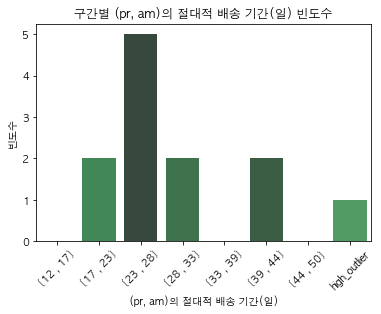 구간별 (pr, am)의 절대적 배송 기간(일) 빈도수
빈도수
5
4
3
2
1
0
(12 , 17)
(17 , 23)
(23 , 28)
(28 , 33)
(33 , 39)
(39 , 44)
(44 , 50)
hgh_outlier
(pr, am)의 절대적 배송 기간(일)